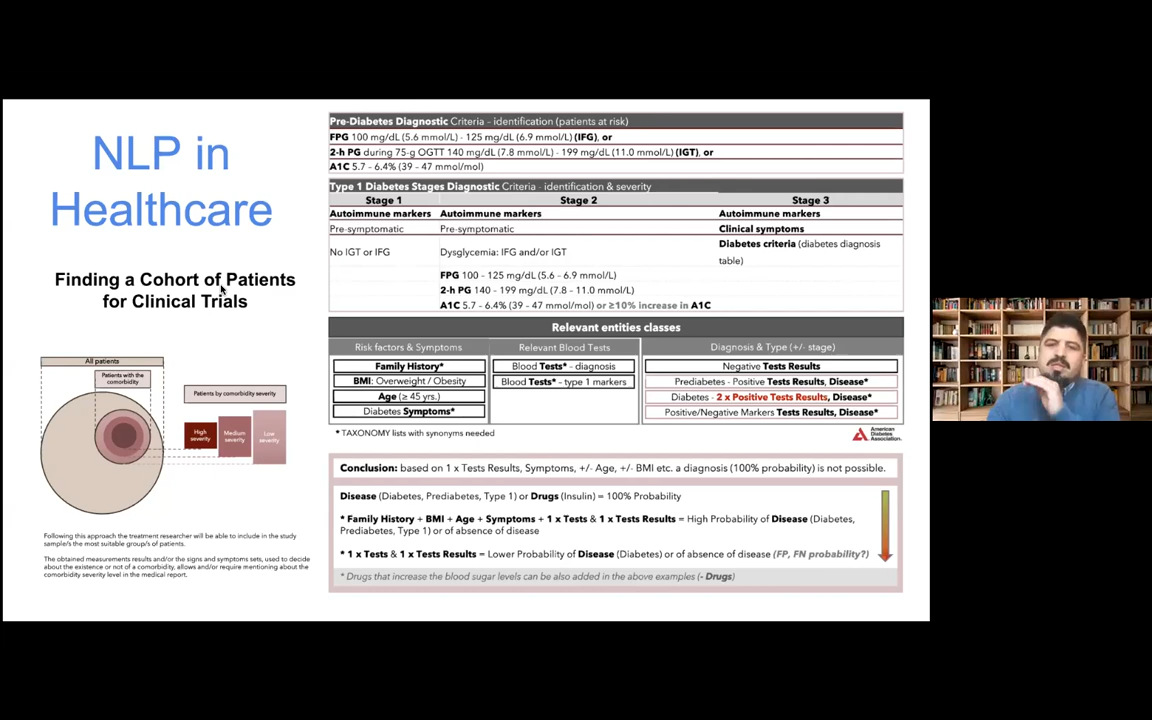 NLP in
Healthcare
Finding a Cohort of Patients
for Clinical Trials
All patients
Patients with the
comorbidity
Patients by comorbidity severity
High
severity
Medium
severity
Low
severity
Following this approach the treatment researcher will be able to include in the study
sample/s the most suitable group/s of patients.
The obtained measurements results and/or the signs and symptoms sets, used to decide
about the existence or not of a comorbidity, allows and/or require mentioning about the
comorbidity severity level in the medical report.
Pre-Diabetes Diagnostic Criteria – identification (patients at risk)
FPG 100 mg/dL (5.6 mmol/L) - 125 mg/dL (6.9 mmol/L) (IFG), or
2-h PG during 75-g OGTT 140 mg/dL (7.8 mmol/L) - 199 mg/dL (11.0 mmol/L) (IGT), or
A1C 5.7 – 6.4% (39 – 47 mmol/mol)
Type 1 Diabetes Stages Diagnostic Criteria - identification & severity
Stage 1 Stage 2 Stage 3
Autoimmune markers Autoimmune markers Autoimmune markers
Pre-symptomatic Pre-symptomatic Clinical symptoms
No IGT or IFG Dysglycemia: IFG and/or IGT Diabetes criteria (diabetes diagnosis
table)
FPG 100 – 125 mg/dL (5.6 – 6.9 mmol/L)
2-h PG 140 – 199 mg/dL (7.8 – 11.0 mmol/L)
A1C 5.7 – 6.4% (39 – 47 mmol/mol) or ≥10% increase in A1C
Relevant entities classes
Risk factors & Symptoms Relevant Blood Tests Diagnosis & Type (+/- stage)
Family History* Blood Tests* – diagnosis Negative Tests Results
BMI: Overweight / Obesity Blood Tests* – type 1 markers Prediabetes - Positive Tests Results, Disease*
Age (≥ 45 yrs.) Diabetes - 2 x Positive Tests Results, Disease*
Diabetes Symptoms* Positive/Negative Markers Tests Results, Disease*
* TAXONOMY lists with synonyms needed
American
Diabetes
Association.
Conclusion: based on 1 x Tests Results, Symptoms, +/- Age, +/- BMI etc. a diagnosis (100% probability) is not possible.
Disease (Diabetes, Prediabetes, Type 1) or Drugs (Insulin) = 100% Probability
* Family History + BMI + Age + Symptoms + 1 x Tests & 1 x Tests Results = High Probability of Disease (Diabetes,
Prediabetes, Type 1) or of absence of disease
* 1 x Tests & 1 x Tests Results = Lower Probability of Disease (Diabetes) or of absence of disease (FP, FN probability?)
* Drugs that increase the blood sugar levels can be also added in the above examples (- Drugs)